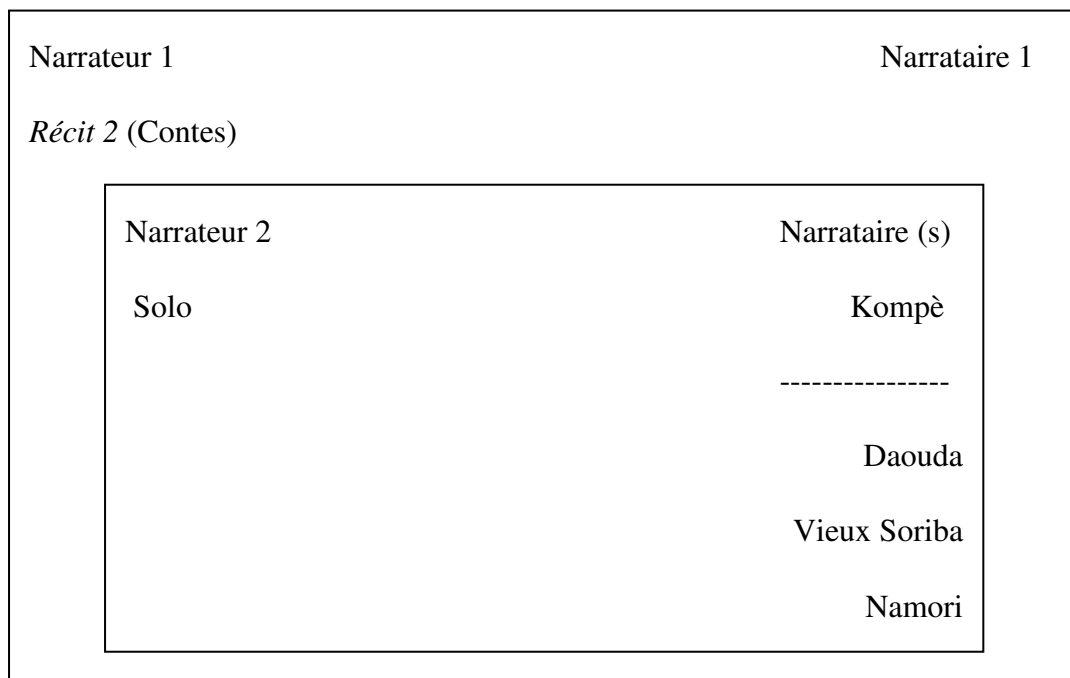 Narrateur 1 Narrataire 1
Récit 2 (Contes)
Narrateur 2 Narrataire (s)
Solo Kompè
----------------
Daouda
Vieux Soriba
Namori